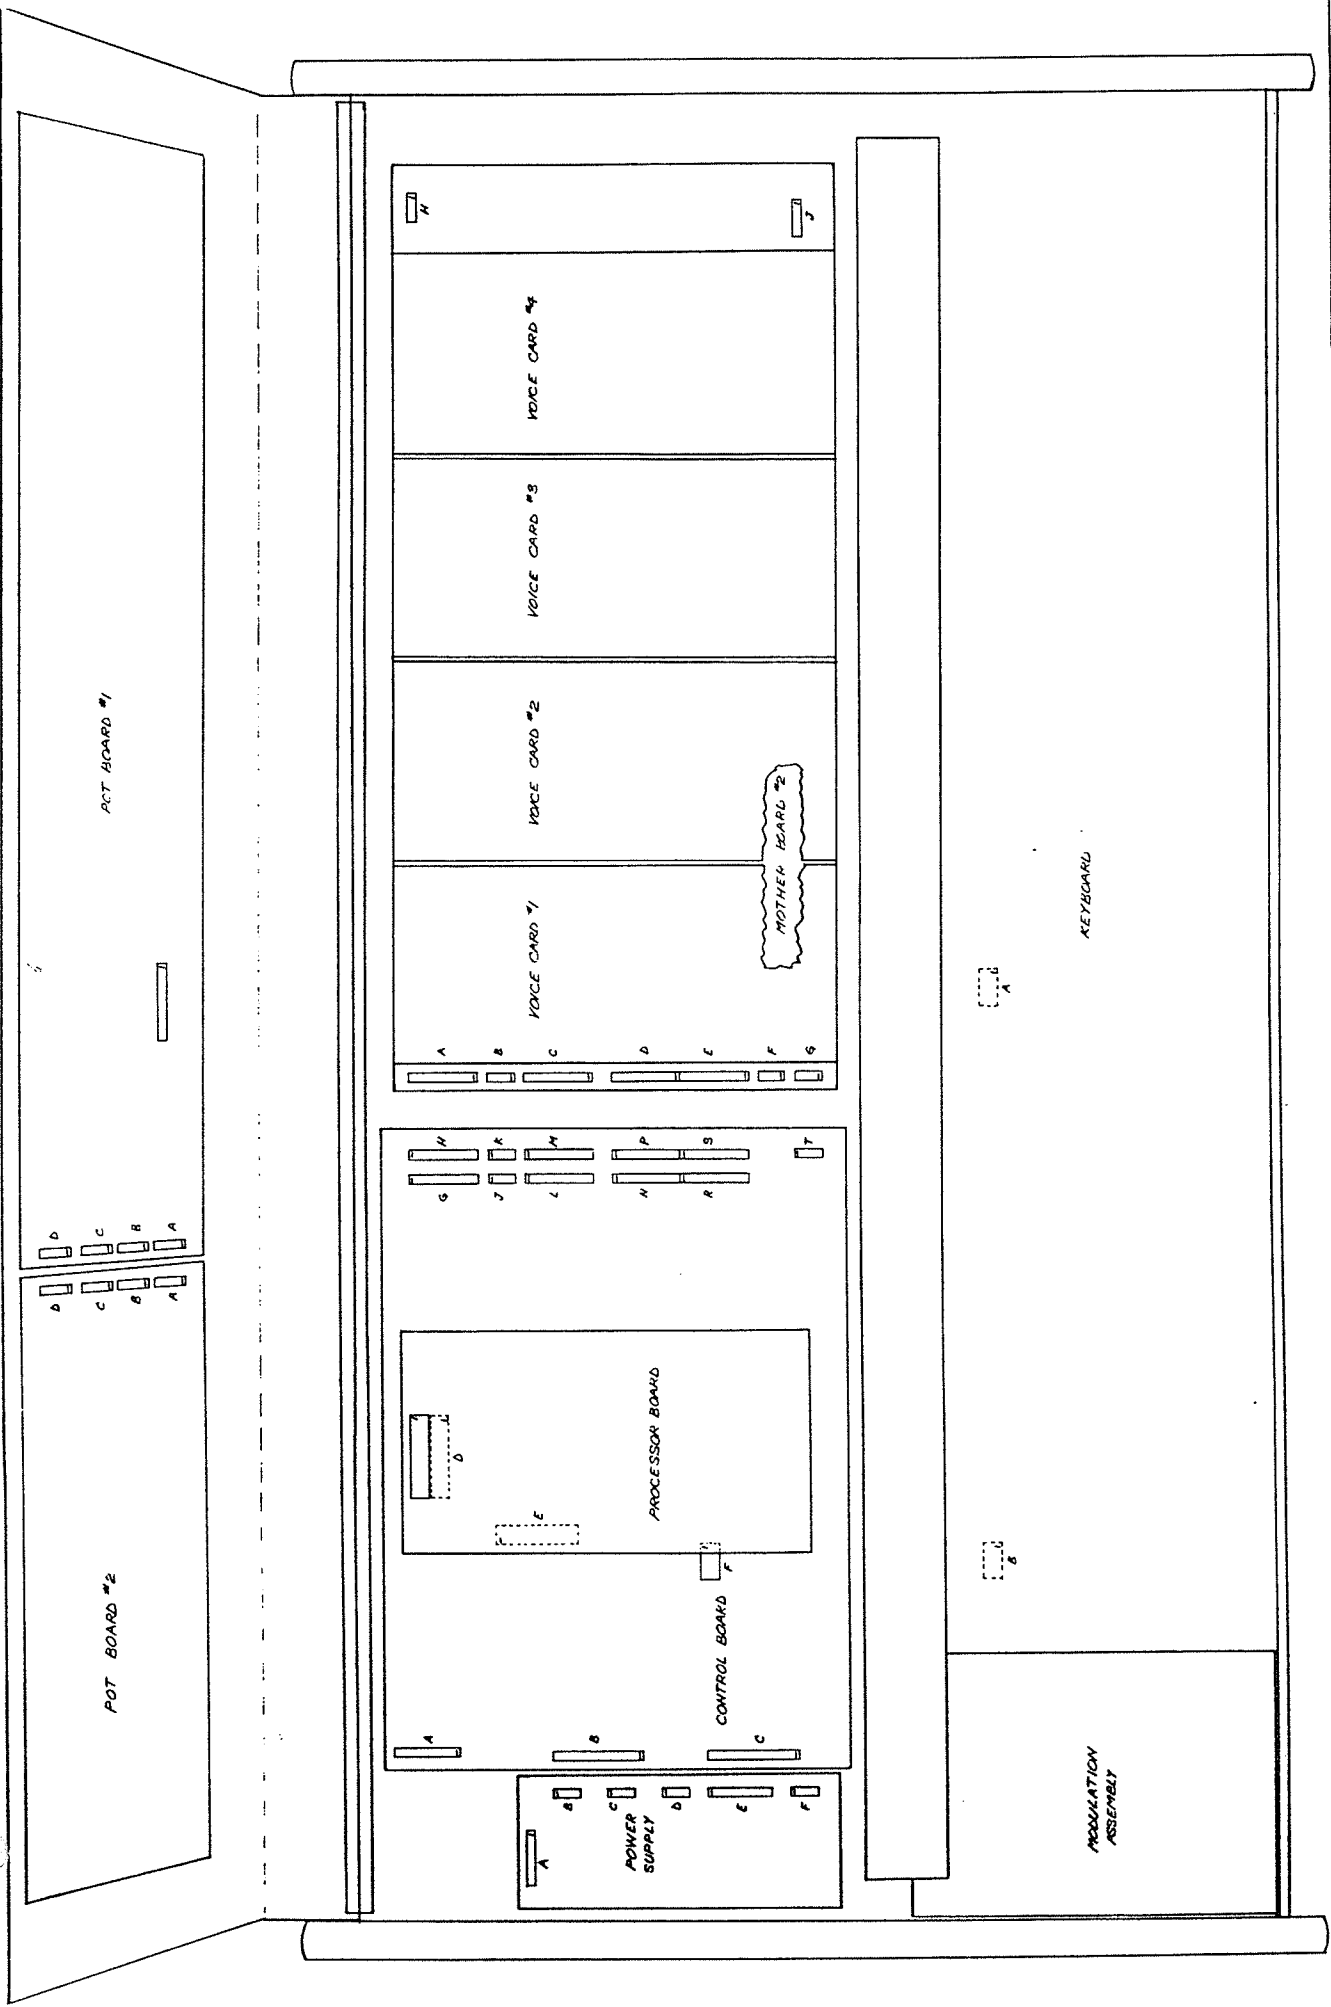 POT BOARD #2
D
C
B
A
D
C
B
A
PCT BOARD #1
A
B
C
D
E
F
POWER
SUPPLY
A
B
C
CONTROL BOARD
D
E
F
PROCESSOR BOARD
G
J
L
N
R
H
K
M
P
S
T
A
B
C
D
E
F
G
VOICE CARD #1
VOICE CARD #2
VOICE CARD #3
VOICE CARD #4
MOTHER BOARD #2
H
J
MODULATION
ASSEMBLY
B
A
KEYBOARD